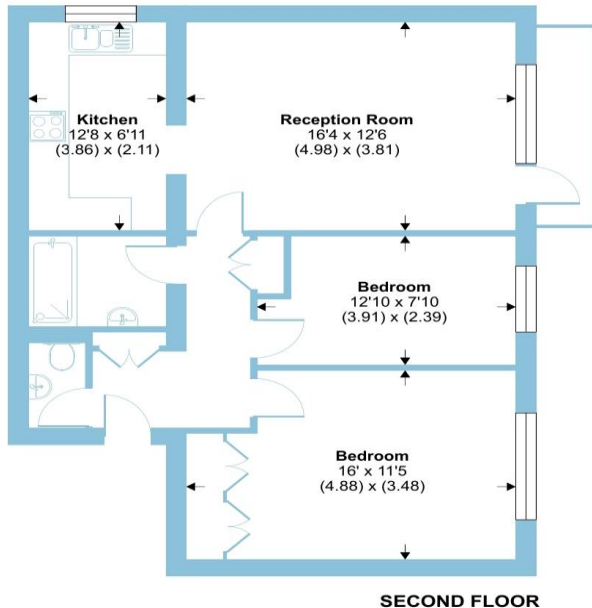 Kitchen
12'8 x 6'11
(3.86) x (2.11)
Reception Room
16'4 x 12'6
(4.98) x (3.81)
Bedroom
12'10 x 7'10
(3.91) x (2.39)
Bedroom
16' x 11'5
(4.88) x (3.48)
SECOND FLOOR